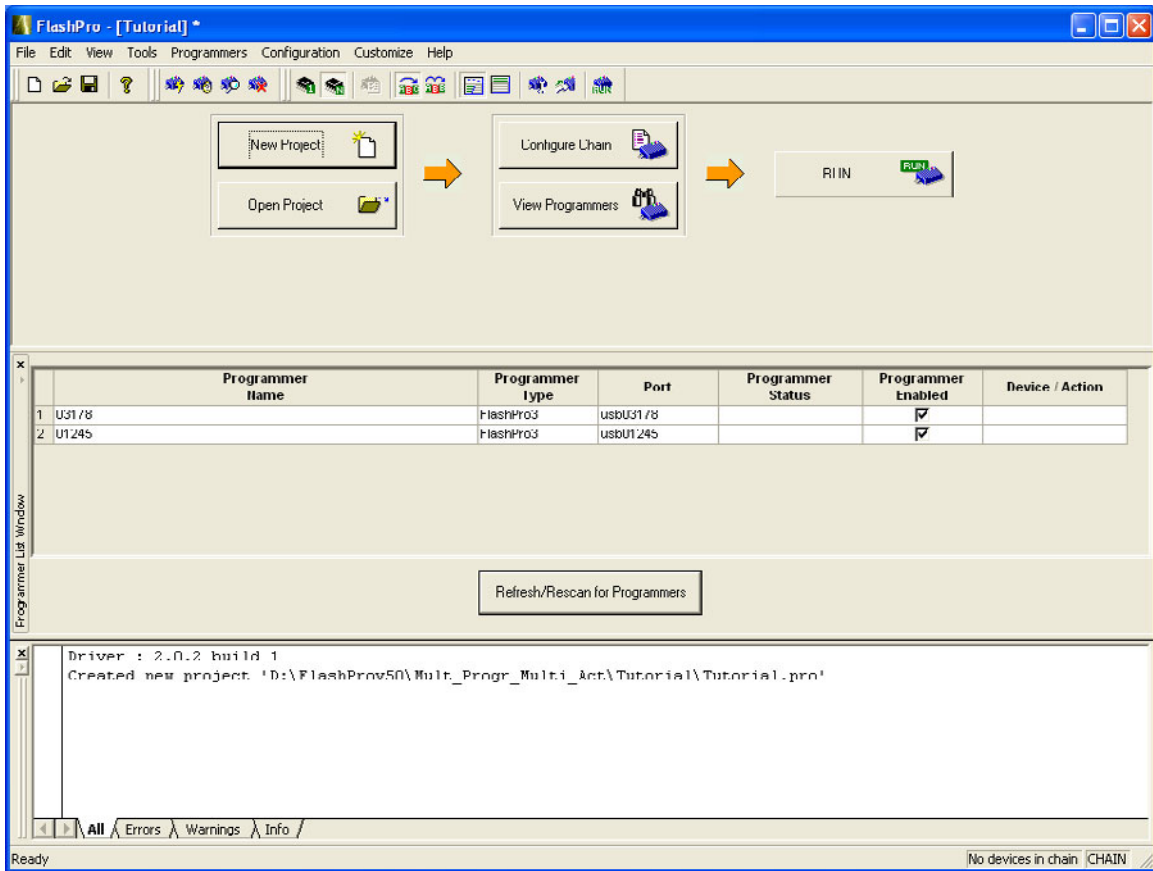 FlashPro - [Tutorial] *
File Edit View Tools Programmers Configuration Customize Help
New Project
Configure Chain
RUN
RUN
Open Project
View Programmers
Programmer Name Programmer Type Port Programmer Status Programmer Enabled Device / Action
1 03178 FlashPro3 usb03178
2 01245 FlashPro3 usb01245
Programmer List Window
Refresh/Rescan for Programmers
Driver : 2.0.2 build 1
Created new project 'D:\FlashProv50\Mult_Progr_Multi_Act\Tutorial\Tutorial.pro'
All Errors Warnings Info
Ready
No devices in chain CHAIN